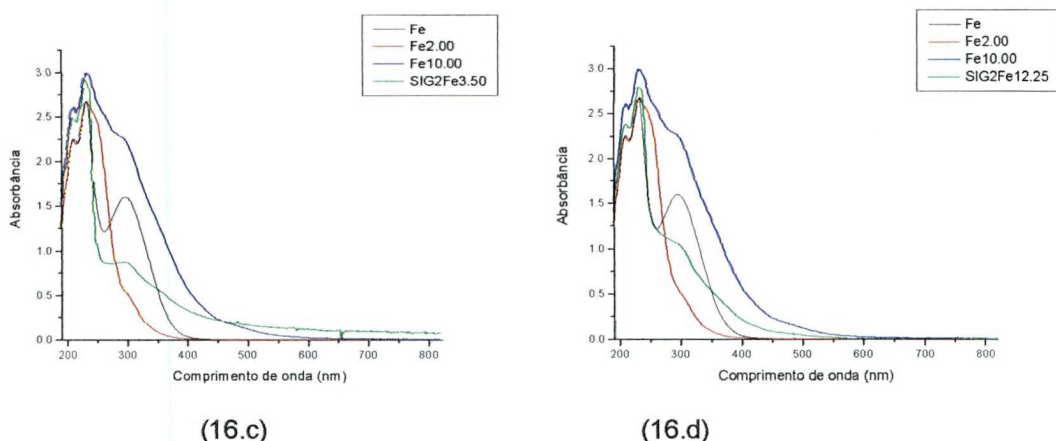 Fe
Fe2.00
Fe10.00
SIG2Fe3.50
3.0
2.5
2.0
1.5
1.0
0.5
0.0
Absorbância
200 300 400 500 600 700 800
Comprimento de onda (nm)
(16.c)
Fe
Fe2.00
Fe10.00
SIG2Fe12.25
3.0
2.5
2.0
1.5
1.0
0.5
0.0
Absorbância
200 300 400 500 600 700 800
Comprimento de onda (nm)
(16.d)